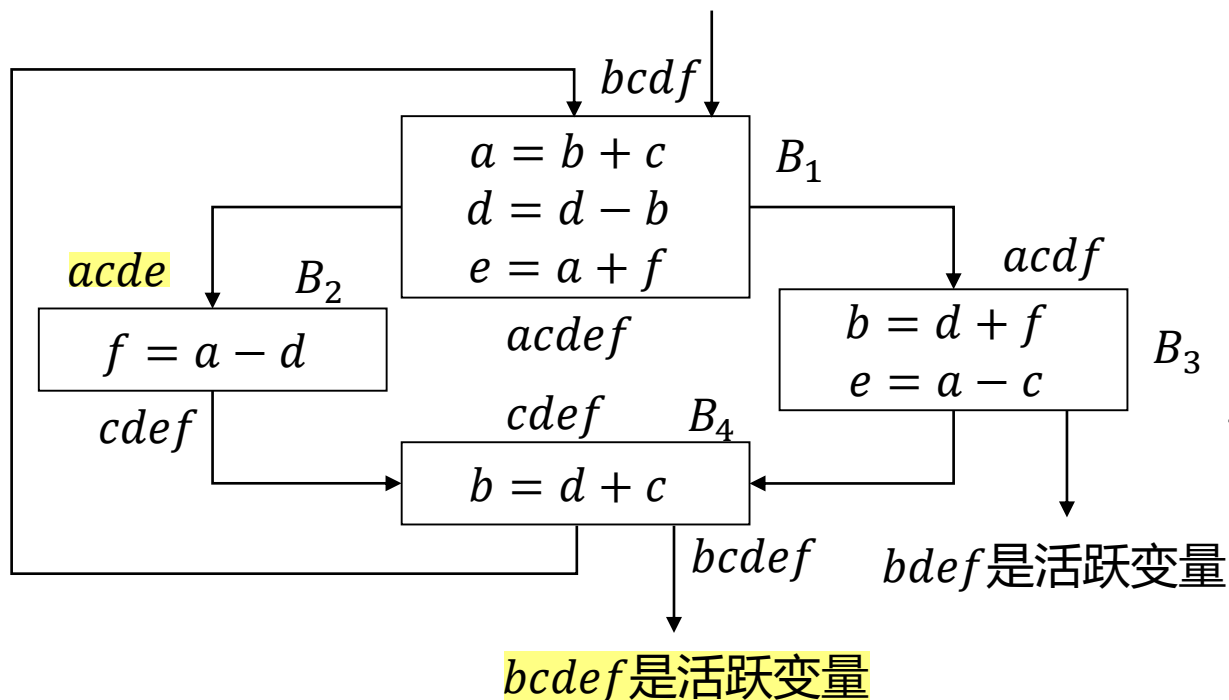 bcdf
a = b + c
d = d − b
e = a + f
B₁
acde
B₂
acdf
f = a − d
acdef
b = d + f
e = a − c
B₃
cdef
cdef
B₄
b = d + c
bcdef
bdef是活跃变量
bcdef是活跃变量